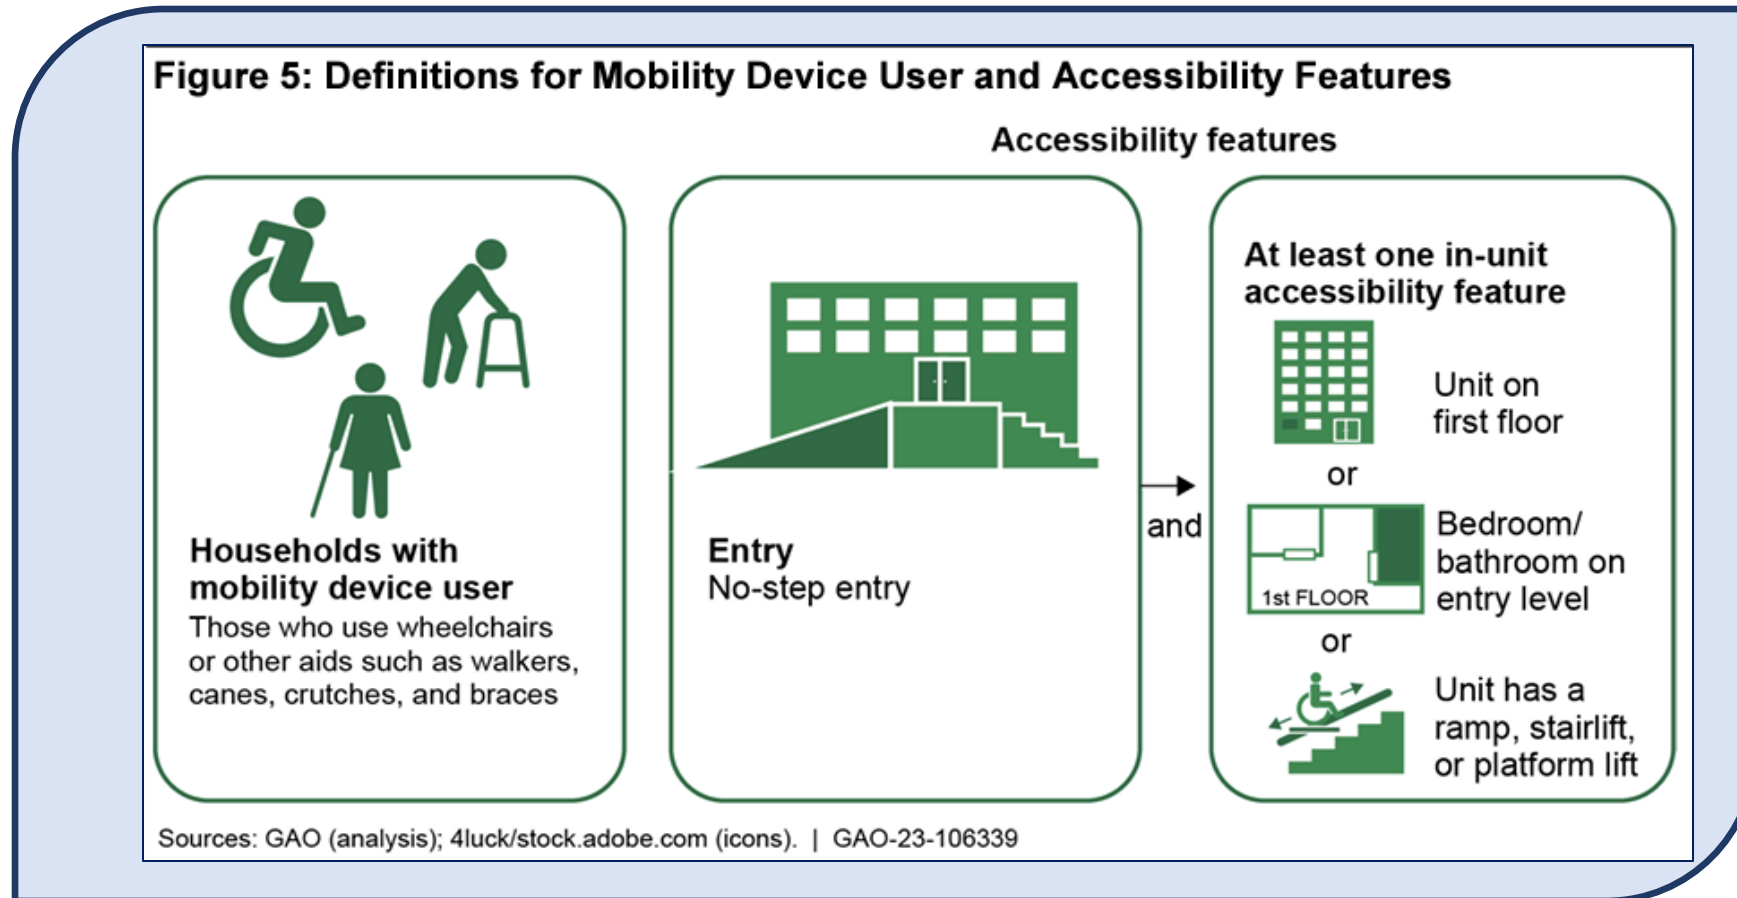 Figure 5: Definitions for Mobility Device User and Accessibility Features
Accessibility features
Households with
mobility device user
Those who use wheelchairs
or other aids such as walkers,
canes, crutches, and braces
Entry
No-step entry
and
At least one in-unit
accessibility feature
Unit on
first floor
or
1st FLOOR
Bedroom/
bathroom on
entry level
or
Unit has a
ramp, stairlift,
or platform lift
Sources: GAO (analysis); 4luck/stock.adobe.com (icons). | GAO-23-106339